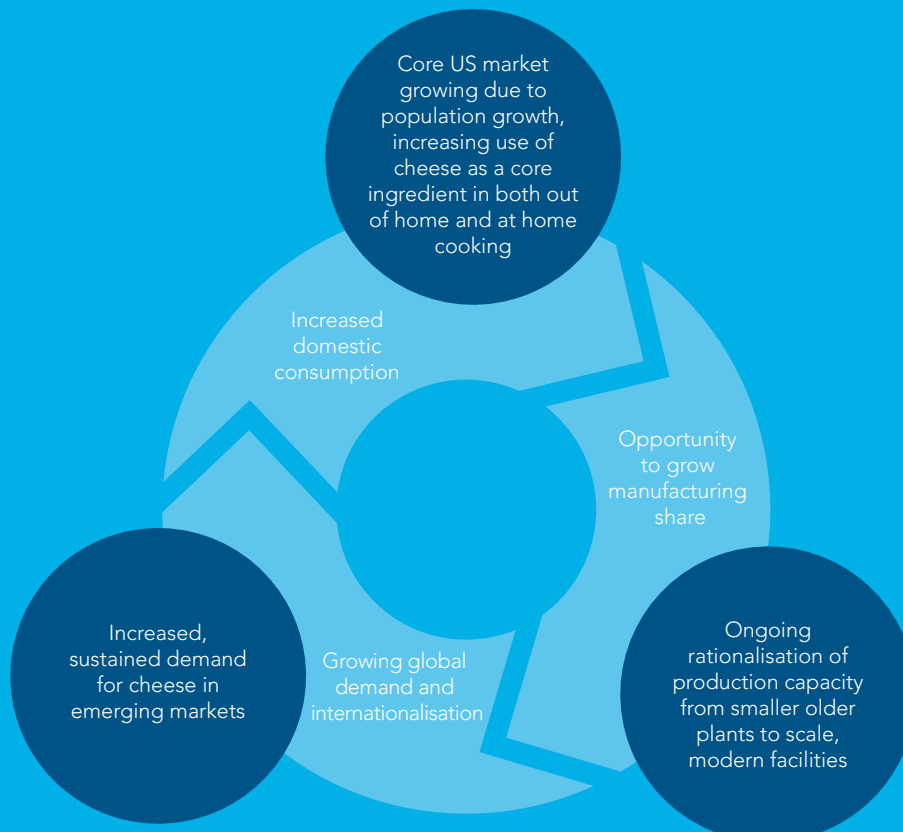 Core US market
growing due to
population growth,
increasing use of
cheese as a core
ingredient in both out
of home and at home
cooking
Increased
domestic
consumption
Opportunity
to grow
manufacturing
share
Ongoing
rationalisation of
production capacity
from smaller older
plants to scale,
modern facilities
Growing global
demand and
internationalisation
Increased,
sustained demand
for cheese in
emerging markets